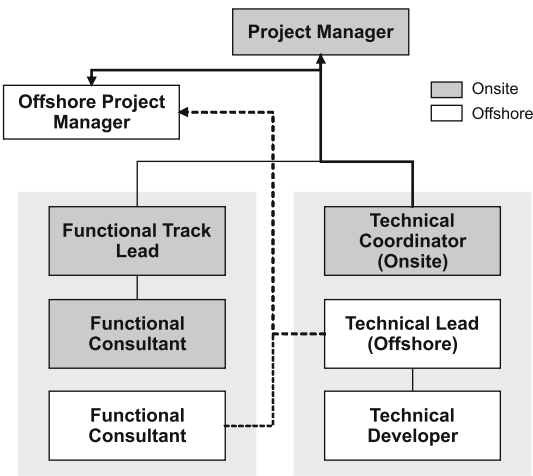 Project Manager
Offshore Project
Manager
Onsite
Offshore
Functional Track
Lead
Technical
Coordinator
(Onsite)
Functional
Consultant
Technical Lead
(Offshore)
Functional
Consultant
Technical
Developer